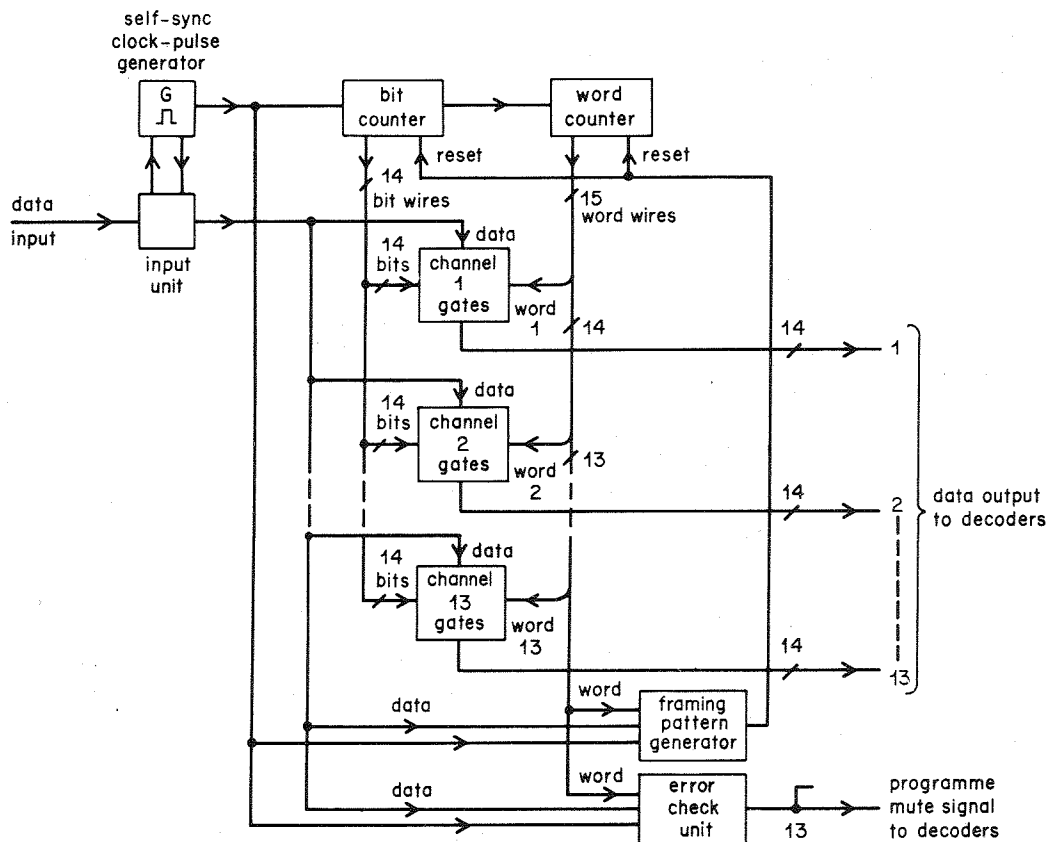 self-sync
clock-pulse
generator
G
bit
counter
word
counter
reset
reset
14
bit wires
15
word wires
data
input
input
unit
data
14
bits
channel
1
gates
word
1
14
14
1
data
14
bits
channel
2
gates
word
2
13
14
2
data output
to decoders
data
14
bits
channel
13
gates
word
13
14
13
word
data
framing
pattern
generator
word
data
error
check
unit
13
programme
mute signal
to decoders